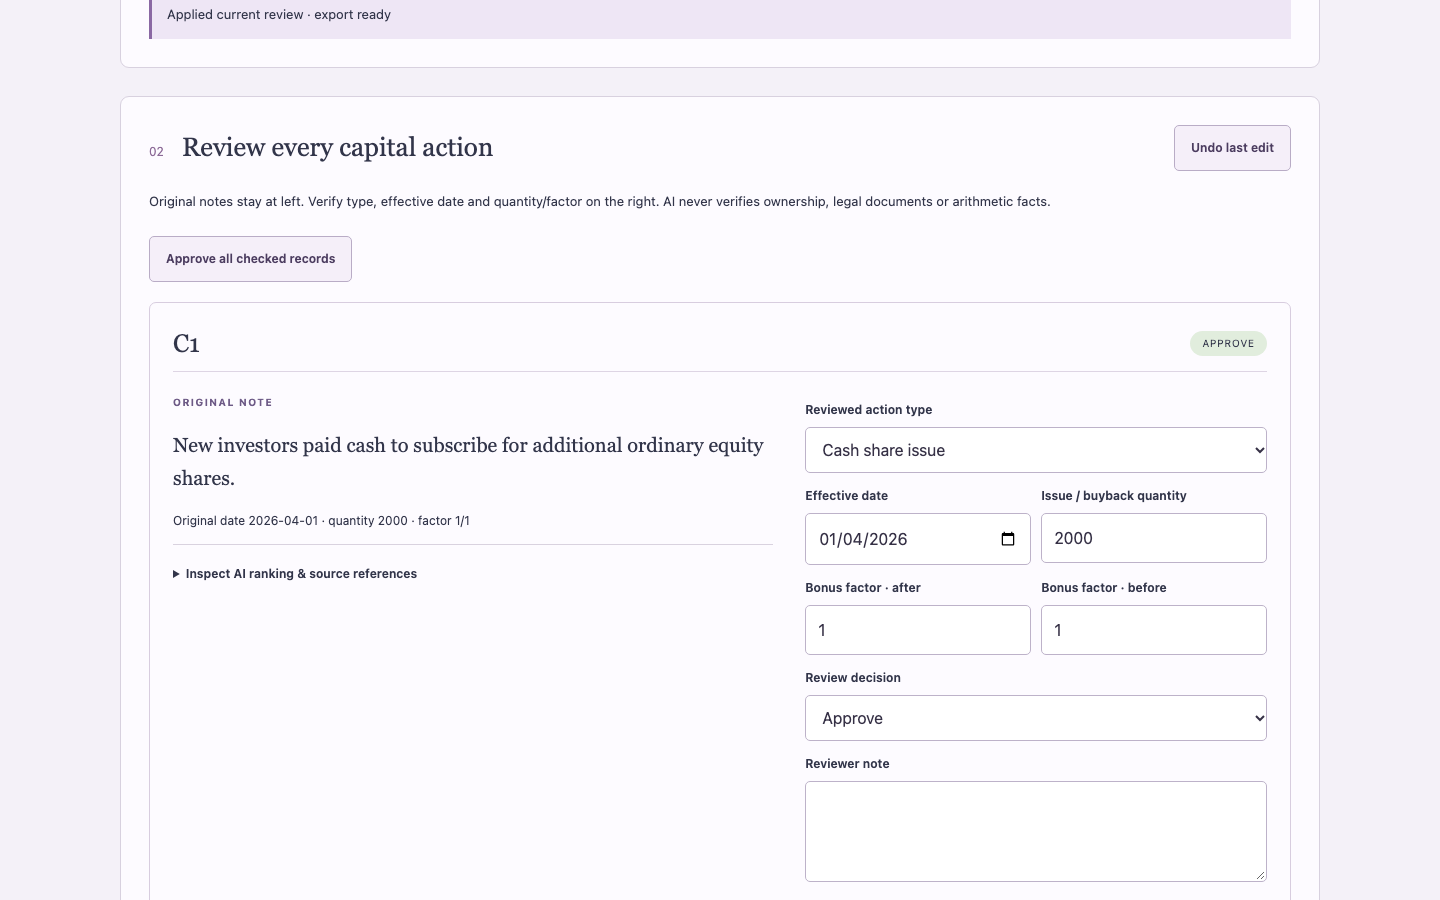 Applied current review · export ready
02 Review every capital action
Undo last edit
Original notes stay at left. Verify type, effective date and quantity/factor on the right. AI never verifies ownership, legal documents or arithmetic facts.
Approve all checked records
C1
APPROVE
ORIGINAL NOTE
New investors paid cash to subscribe for additional ordinary equity
shares.
Original date 2026-04-01 · quantity 2000 · factor 1/1
Inspect AI ranking & source references
Reviewed action type
Cash share issue
Effective date
Issue / buyback quantity
01/04/2026
2000
Bonus factor · after
Bonus factor · before
1
1
Review decision
Approve
Reviewer note